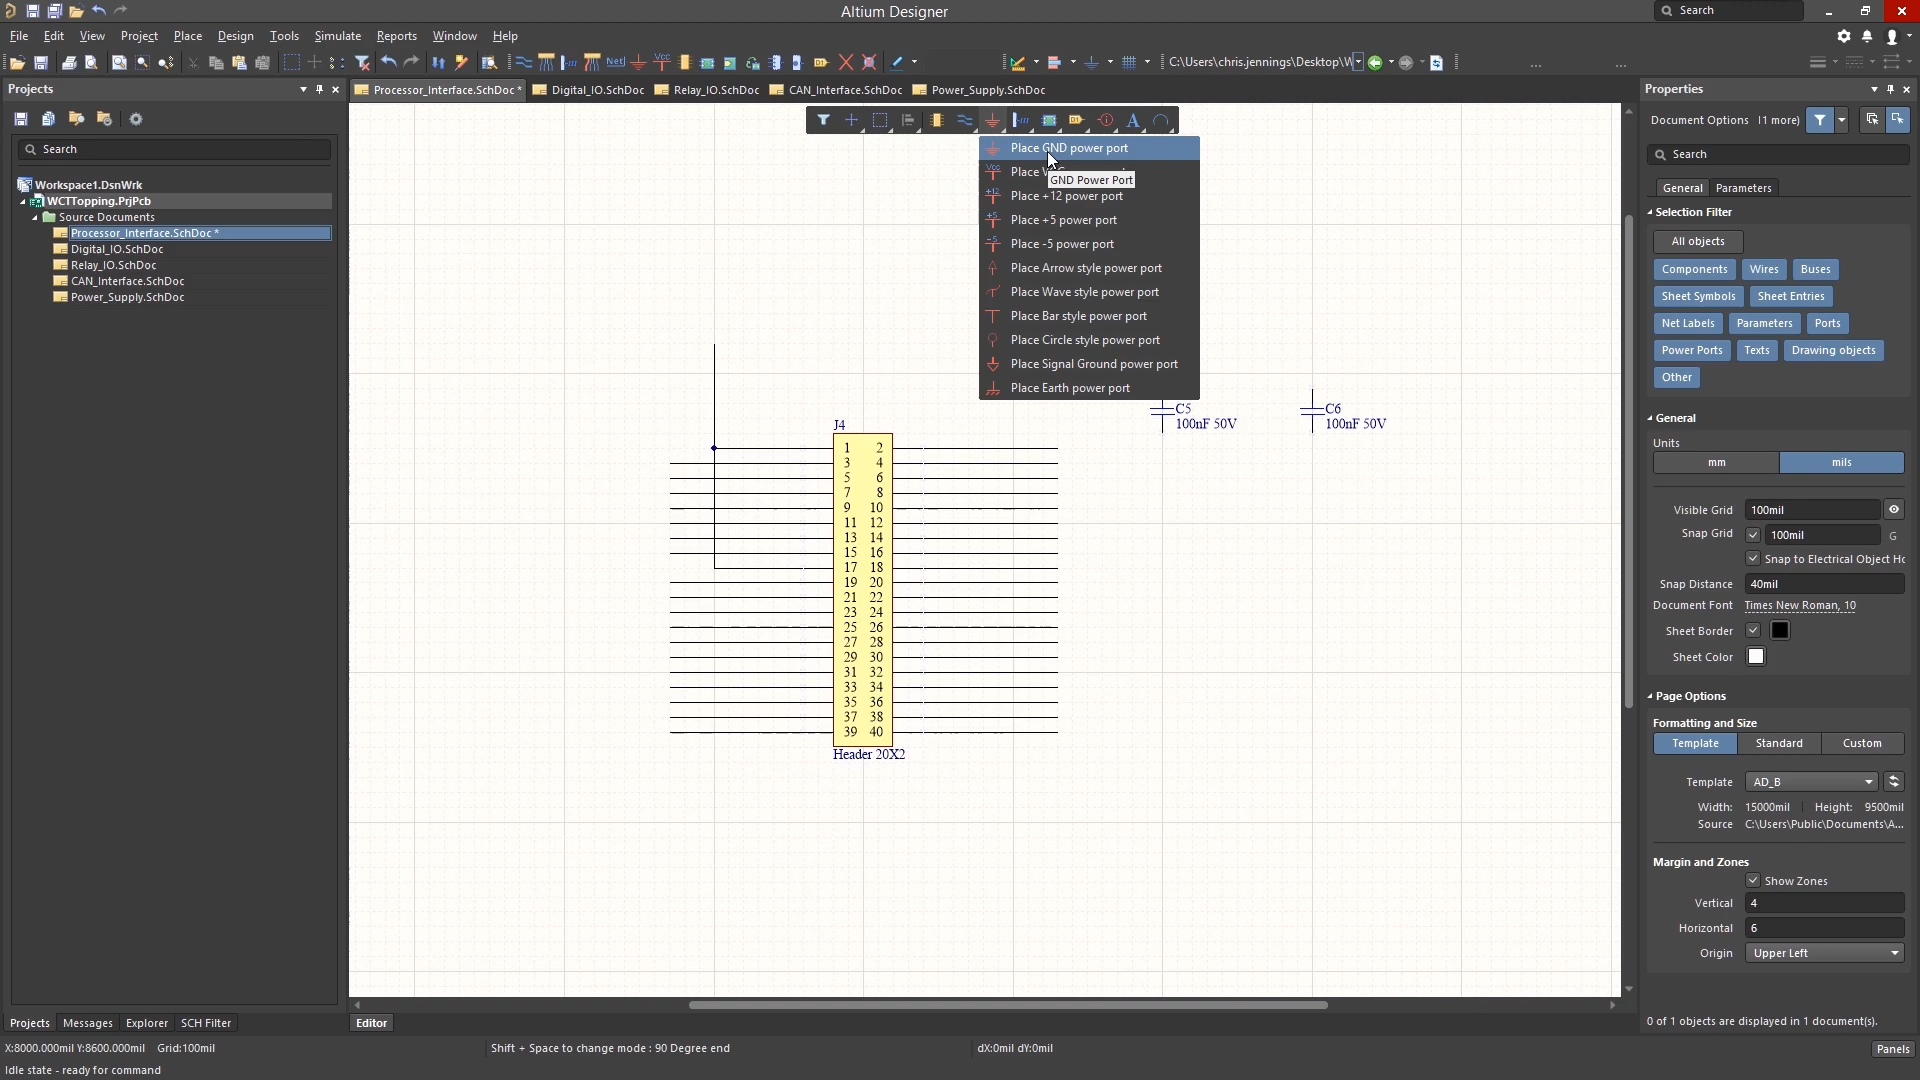 Altium Designer
Search
File Edit View Project Place Design Tools Simulate Reports Window Help
Net
Vcc
D1
C:\Users\chris.jennings\Desktop\W
... ...
Projects
Search
Workspace1.DsnWrk
WCTTopping.PrjPcb
Source Documents
Processor_Interface.SchDoc *
Digital_IO.SchDoc
Relay_IO.SchDoc
CAN_Interface.SchDoc
Power_Supply.SchDoc
Projects Messages Explorer SCH Filter
Processor_Interface.SchDoc * Digital_IO.SchDoc Relay_IO.SchDoc CAN_Interface.SchDoc Power_Supply.SchDoc
A
Place GND power port
Place V
GND Power Port
Place +12 power port
Place +5 power port
Place -5 power port
Place Arrow style power port
Place Wave style power port
Place Bar style power port
Place Circle style power port
Place Signal Ground power port
Place Earth power port
C5
100nF 50V
C6
100nF 50V
J4
1 2
3 4
5 6
7 8
9 10
11 12
13 14
15 16
17 18
19 20
21 22
23 24
25 26
27 28
29 30
31 32
33 34
35 36
37 38
39 40
Header 20X2
Editor
Properties
Document Options (1 more)
Search
General Parameters
Selection Filter
All objects
Components Wires Buses
Sheet Symbols Sheet Entries
Net Labels Parameters Ports
Power Ports Texts Drawing objects
Other
General
Units
mm mils
Visible Grid 100mil
Snap Grid 100mil G
Snap to Electrical Object Ho
Snap Distance 40mil
Document Font Times New Roman, 10
Sheet Border
Sheet Color
Page Options
Formatting and Size
Template Standard Custom
Template AD_B
Width: 15000mil Height: 9500mil
Source C:\Users\Public\Documents\A...
Margin and Zones
Show Zones
Vertical 4
Horizontal 6
Origin Upper Left
0 of 1 objects are displayed in 1 document(s).
X:8000.000mil Y:8600.000mil Grid:100mil
Shift + Space to change mode : 90 Degree end
dX:0mil dY:0mil
Panels
Idle state - ready for command